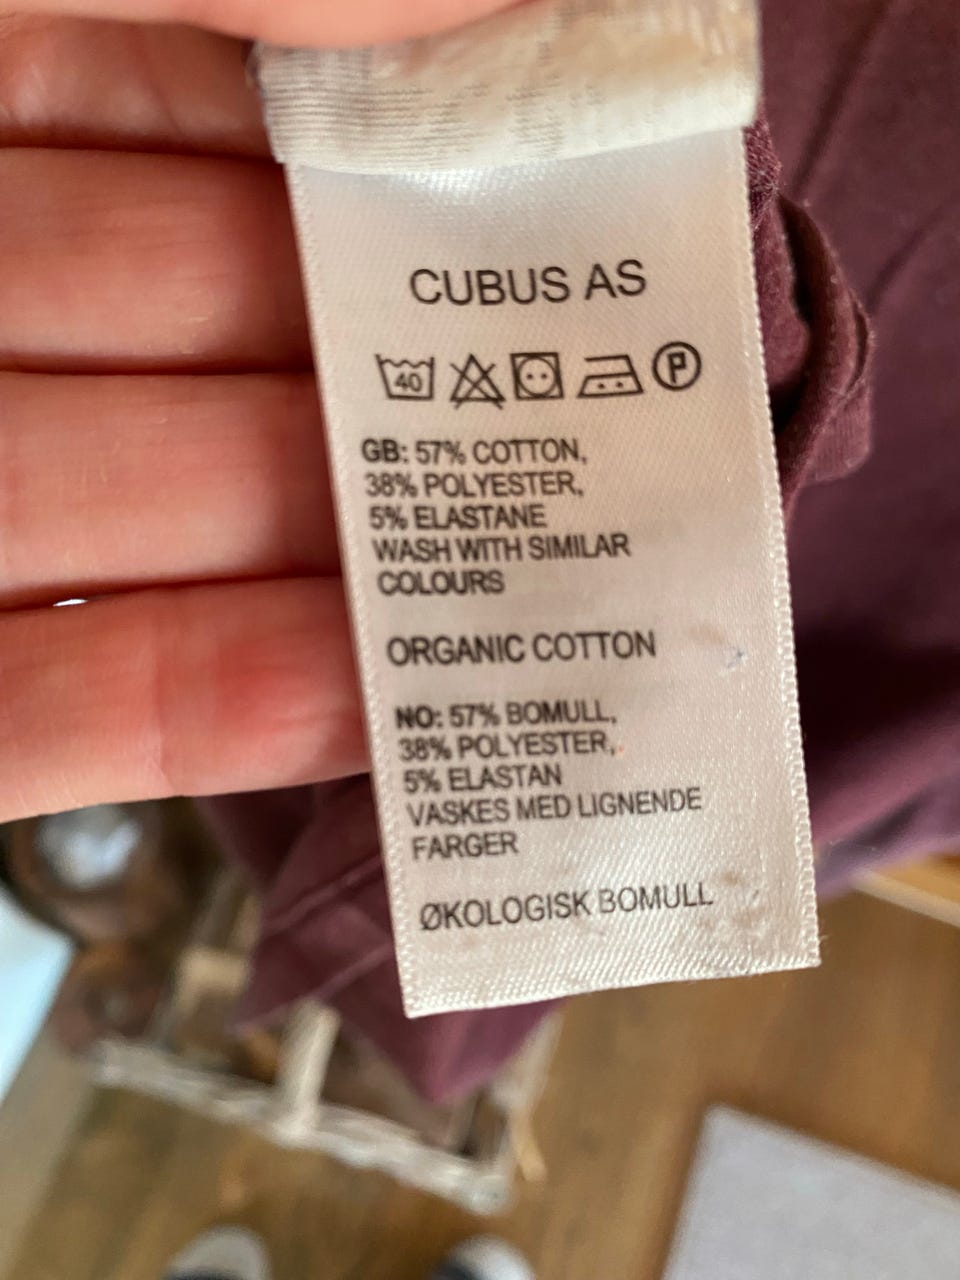 CUBUS AS
40 P
GB: 57% COTTON,
38% POLYESTER,
5% ELASTANE
WASH WITH SIMILAR
COLOURS
ORGANIC COTTON
NO: 57% BOMULL,
38% POLYESTER,
5% ELASTAN
VASKES MED LIGNENDE
FARGER
ØKOLOGISK BOMULL